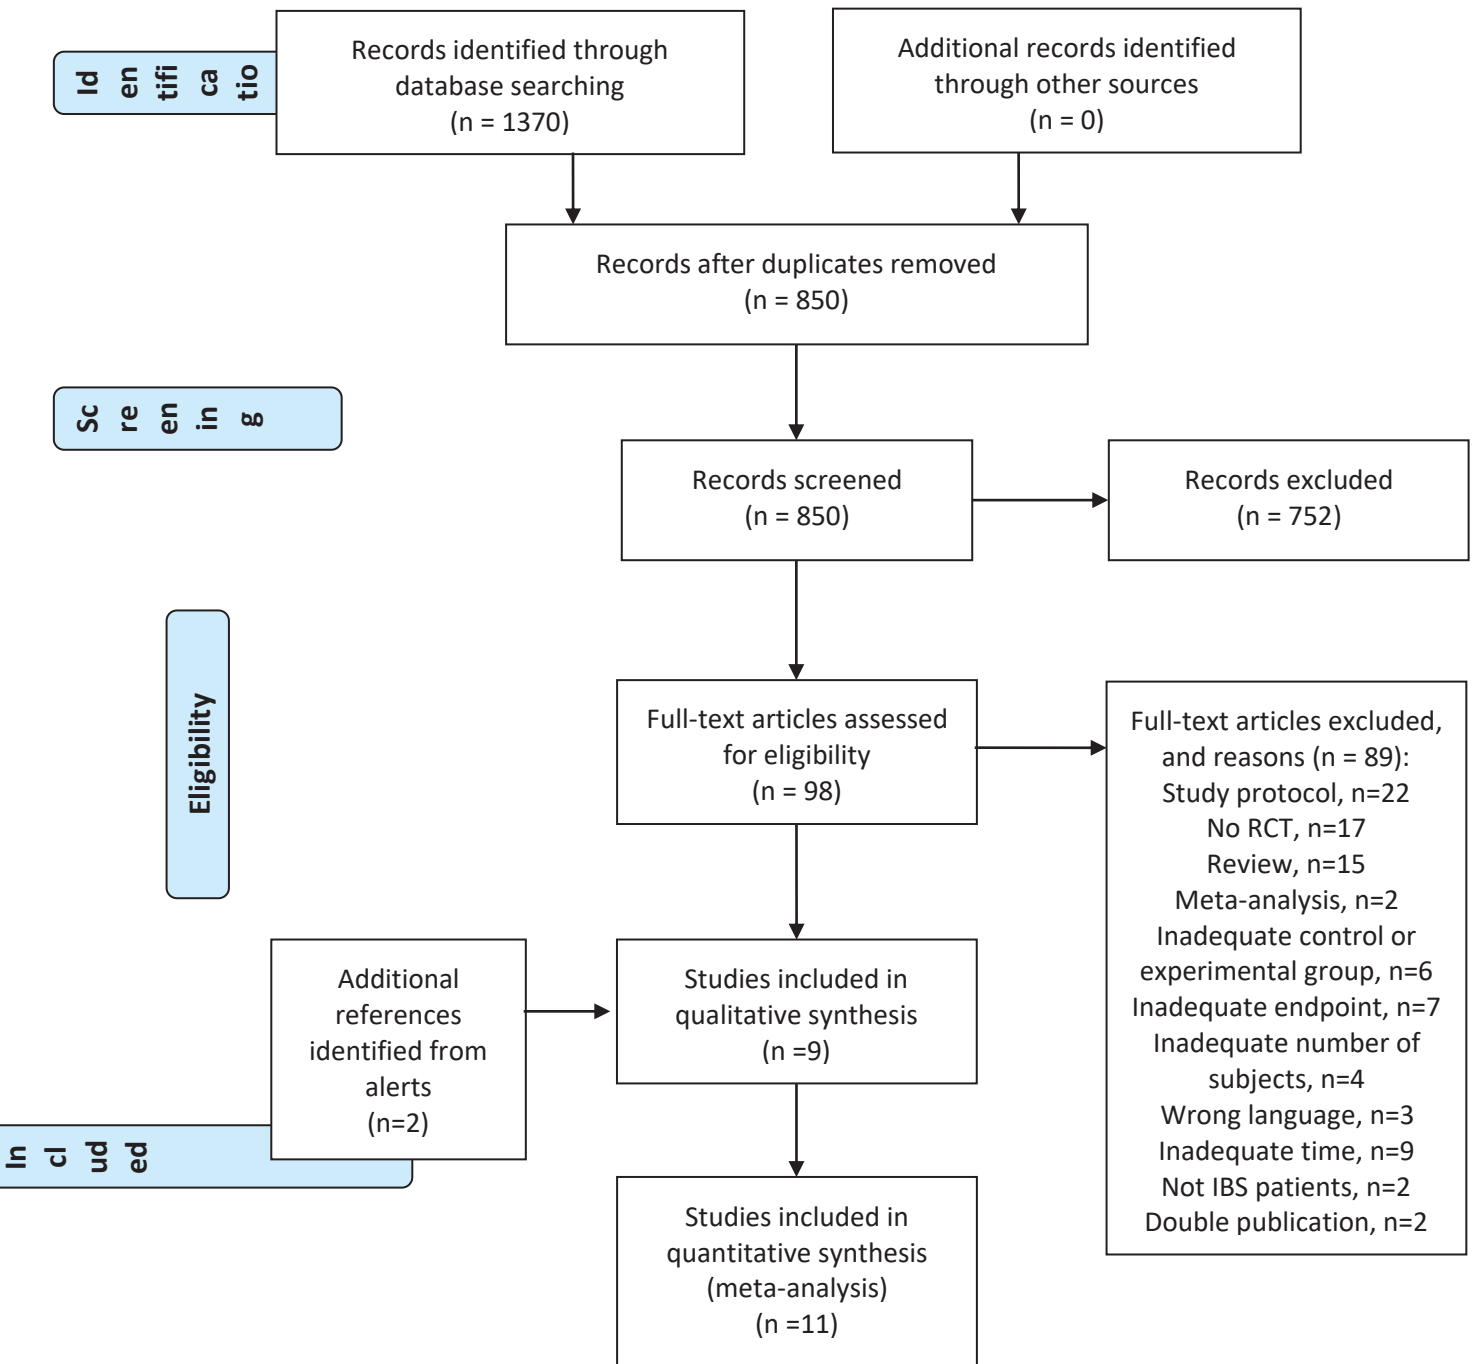 Id
en
tifi
ca
tio
Records identified through
database searching
(n = 1370)
Additional records identified
through other sources
(n = 0)
Records after duplicates removed
(n = 850)
Sc
re
en
in
g
Records screened
(n = 850)
Records excluded
(n = 752)
Eligibility
Full-text articles assessed
for eligibility
(n = 98)
Full-text articles excluded,
and reasons (n = 89):
Study protocol, n=22
No RCT, n=17
Review, n=15
Meta-analysis, n=2
Inadequate control or
experimental group, n=6
Inadequate endpoint, n=7
Inadequate number of
subjects, n=4
Wrong language, n=3
Inadequate time, n=9
Not IBS patients, n=2
Double publication, n=2
Additional
references
identified from
alerts
(n=2)
Studies included in
qualitative synthesis
(n =9)
In
cl
ud
ed
Studies included in
quantitative synthesis
(meta-analysis)
(n =11)